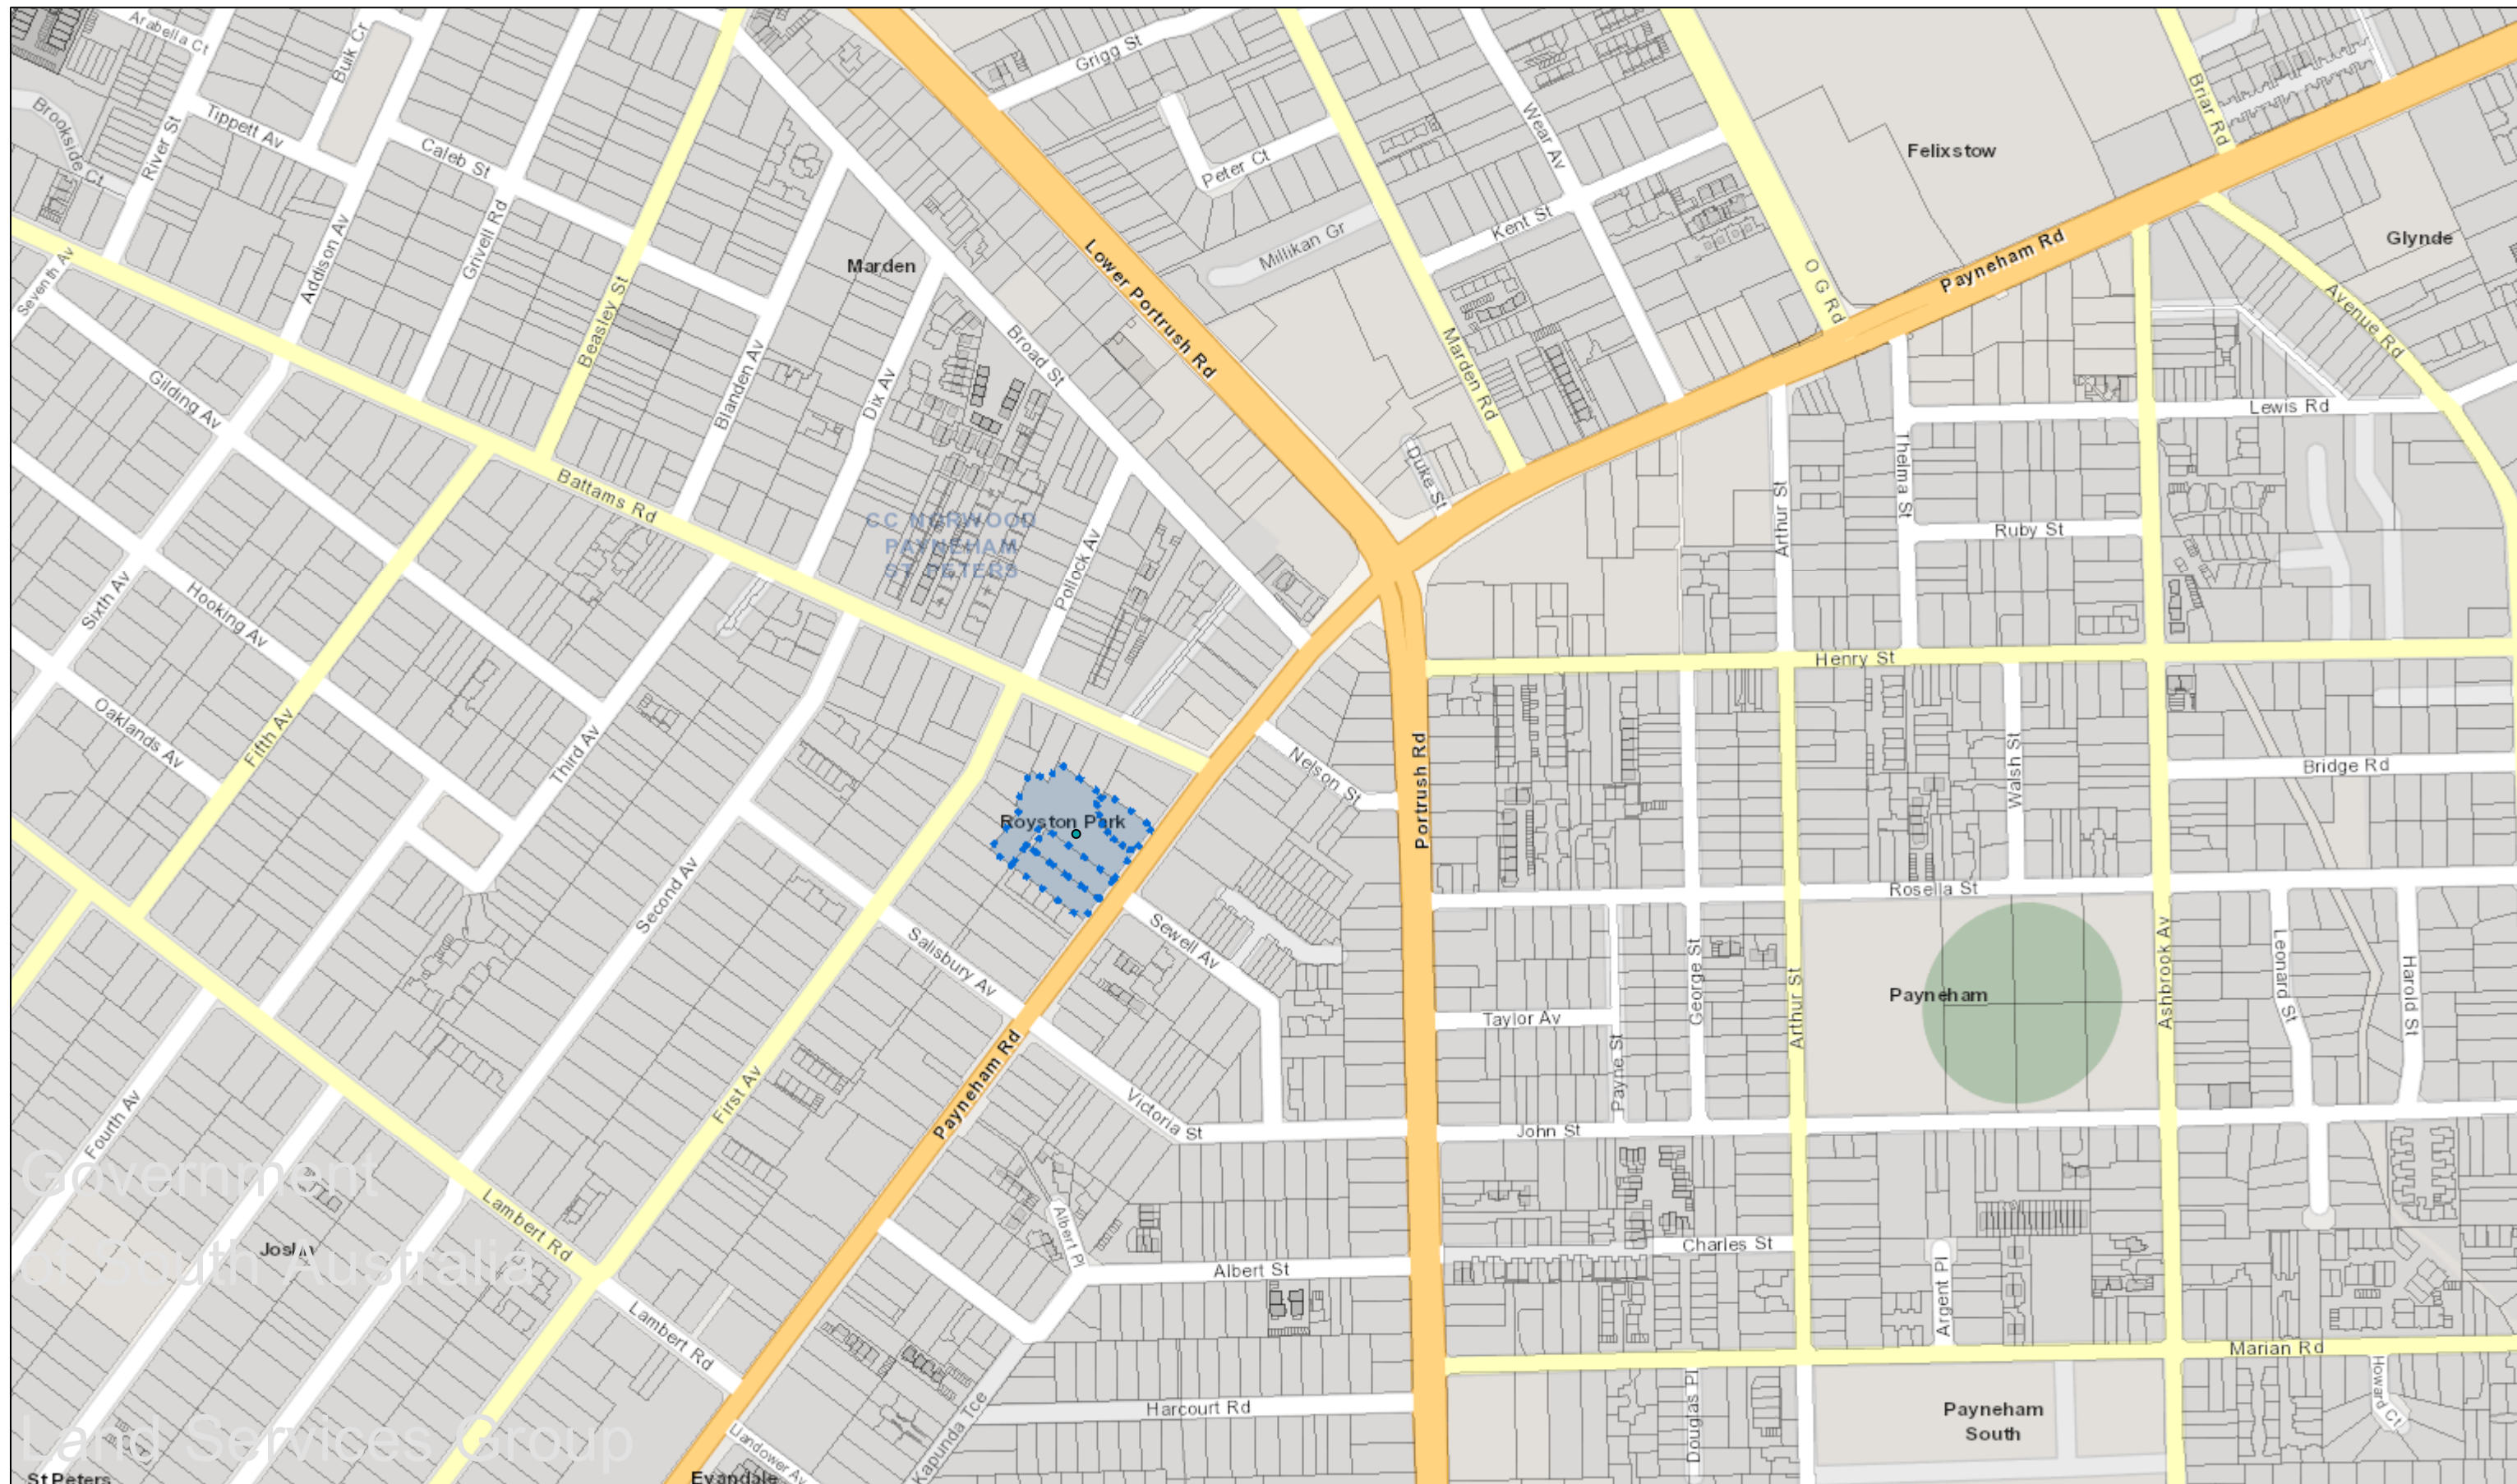 Arabella Ct
Buik Cr
Grigg St
Brookside Ct
River St
Tippett Av
Caleb St
Peter Ct
Wear Av
Briar Rd
Felixstow
Seventh Av
Addison Av
Grivell Rd
Beasley St
Marden
Lower Portrush Rd
Millikan Gr
Kent St
O G Rd
Payneham Rd
Glynde
Avenue Rd
Gilding Av
Blanden Av
Dix Av
Broad St
Marden Rd
Lewis Rd
Battams Rd
Duke St
Thelma St
Arthur St
Ruby St
CC NORWOOD
PAYNEHAM
ST PETERS
Pollock Av
Sixth Av
Hooking Av
Henry St
Oaklands Av
Fifth Av
Third Av
Nelson St
Portrush Rd
Walsh St
Bridge Rd
Royston Park
Second Av
Salisbury Av
Sewell Av
Rosella St
George St
Arthur St
Payneham
Ashbrook Av
Leonard St
Harold St
Taylor Av
Payne St
Payneham Rd
First Av
Fourth Av
Victoria St
John St
Government
of South Australia
Land Services Group
Lambert Rd
Albert Pl
Albert St
Charles St
Argent Pl
Lambert Rd
Marian Rd
Harcourt Rd
Douglas Pl
Payneham
South
Howard Ct
Kapunda Tce
Llandower Av
St Peters
Evandale